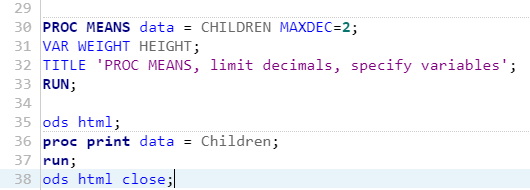 29
30 PROC MEANS data = CHILDREN MAXDEC=2;
31 VAR WEIGHT HEIGHT;
32 TITLE 'PROC MEANS, limit decimals, specify variables';
33 RUN;
34
35 ods html;
36 proc print data = Children;
37 run;
38 ods html close;